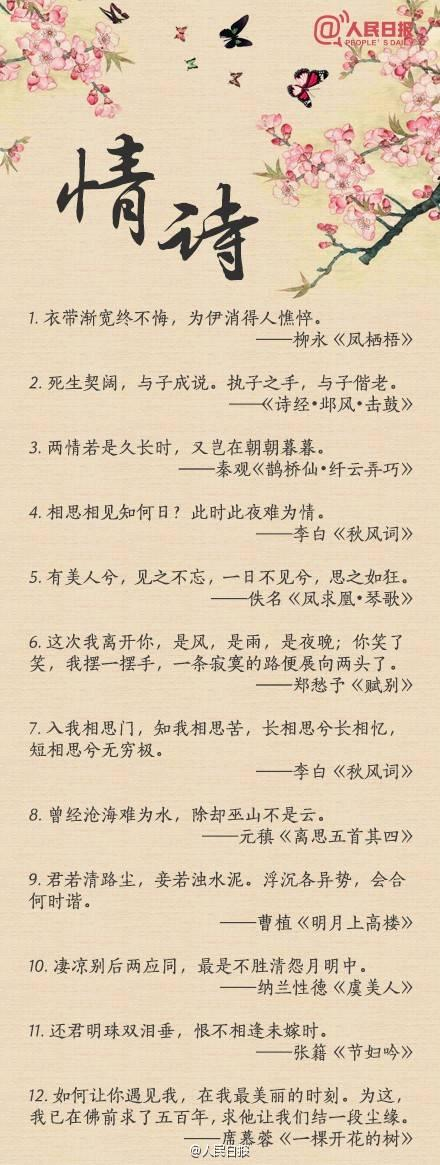 @人民日报
PEOPLE'S DAILY
情诗
1. 衣带渐宽终不悔，为伊消得人憔悴。
——柳永《凤栖梧》
2. 死生契阔，与子成说。执子之手，与子偕老。
——《诗经•邶风•击鼓》
3. 两情若是久长时，又岂在朝朝暮暮。
——秦观《鹊桥仙•纤云弄巧》
4. 相思相见知何日？此时此夜难为情。
——李白《秋风词》
5. 有美人兮，见之不忘，一日不见兮，思之如狂。
——佚名《凤求凰•琴歌》
6. 这次我离开你，是风，是雨，是夜晚；你笑了
笑，我摆一摆手，一条寂寞的路便展向两头了。
——郑愁予《赋别》
7. 入我相思门，知我相思苦，长相思兮长相忆，
短相思兮无穷极。
——李白《秋风词》
8. 曾经沧海难为水，除却巫山不是云。
——元稹《离思五首其四》
9. 君若清路尘，妾若浊水泥。浮沉各异势，会合
何时谐。
——曹植《明月上高楼》
10. 凄凉别后两应同，最是不胜清怨月明中。
——纳兰性德《虞美人》
11. 还君明珠双泪垂，恨不相逢未嫁时。
——张籍《节妇吟》
12. 如何让你遇见我，在我最美丽的时刻。为这，
我已在佛前求了五百年，求他让我们结一段尘缘。
——席慕蓉《一棵开花的树》
@人民日报